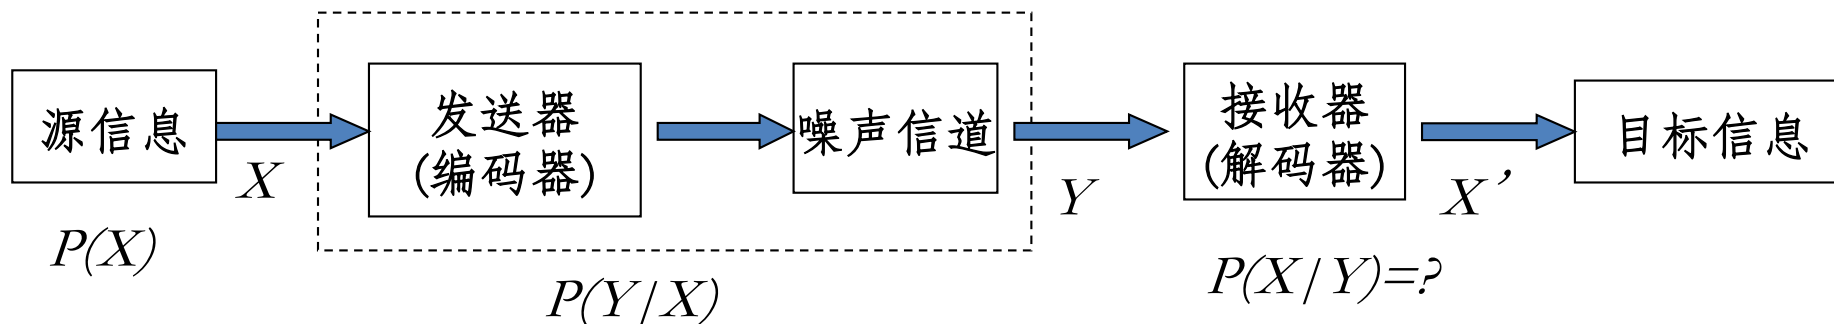 源信息
发送器
(编码器)
噪声信道
接收器
(解码器)
目标信息
X
Y
X'
P(X)
P(Y/X)
P(X/Y)=?